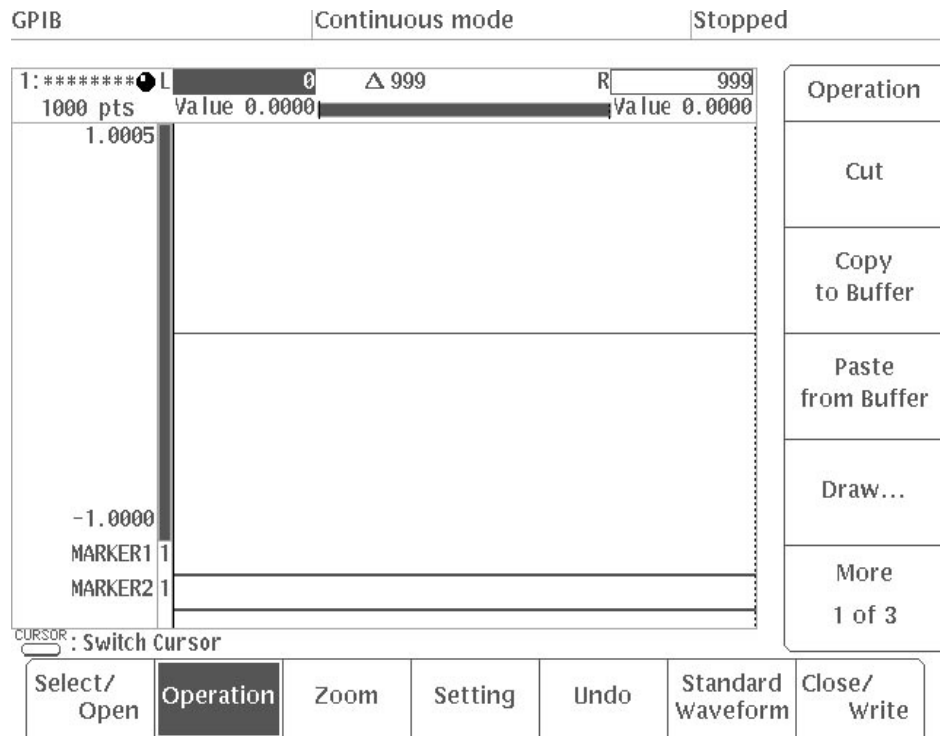 GPIB Continuous mode Stopped
1:******** L 0 Δ 999 R 999
1000 pts Value 0.0000 Value 0.0000
1.0005
-1.0000
MARKER1 1
MARKER2 1
CURSOR : Switch Cursor
Operation
Cut
Copy
to Buffer
Paste
from Buffer
Draw...
More
1 of 3
Select/
Open
Operation
Zoom
Setting
Undo
Standard
Waveform
Close/
Write